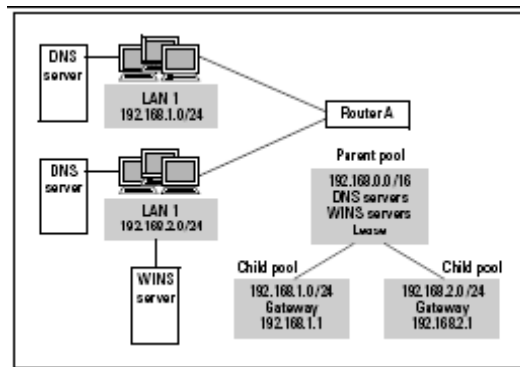 DNS
server
LAN 1
192.168.1.0/24
Router A
DNS
server
LAN 1
192.168.2.0/24
WINS
server
Parent pool
192.168.0.0/16
DNS servers
WINS servers
Lease
Child pool
192.168.1.0/24
Gateway
192.168.1.1
Child pool
192.168.2.0/24
Gateway
192.168.2.1